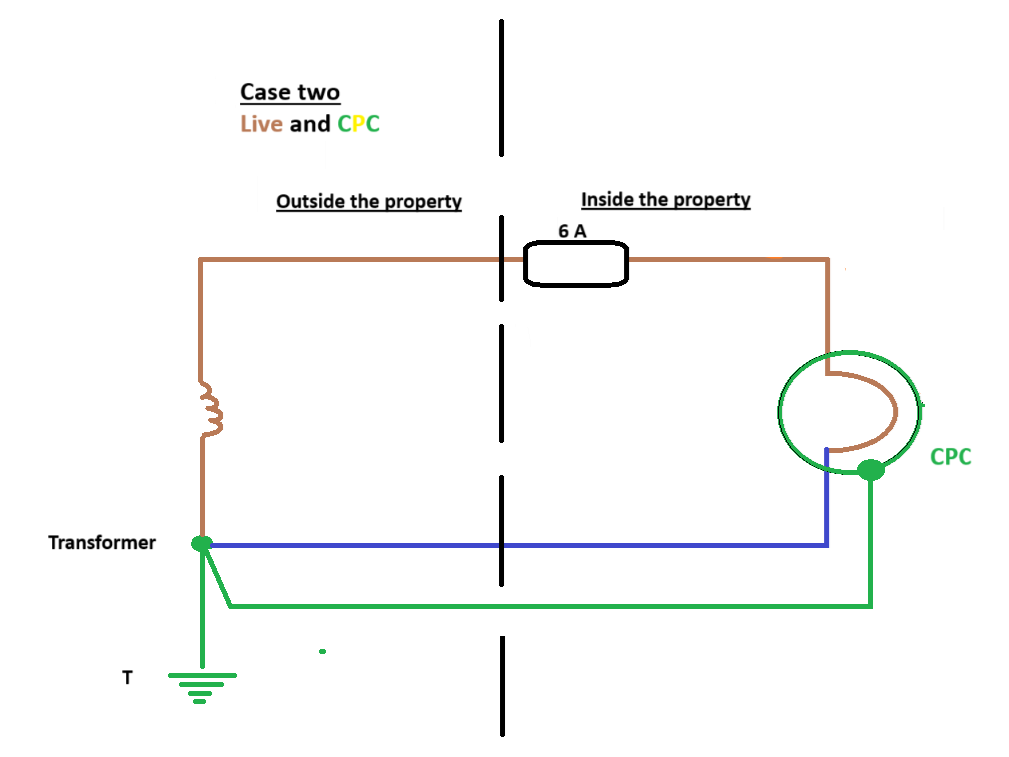 Case two
Live and CPC
Outside the property
Inside the property
6 A
CPC
Transformer
T